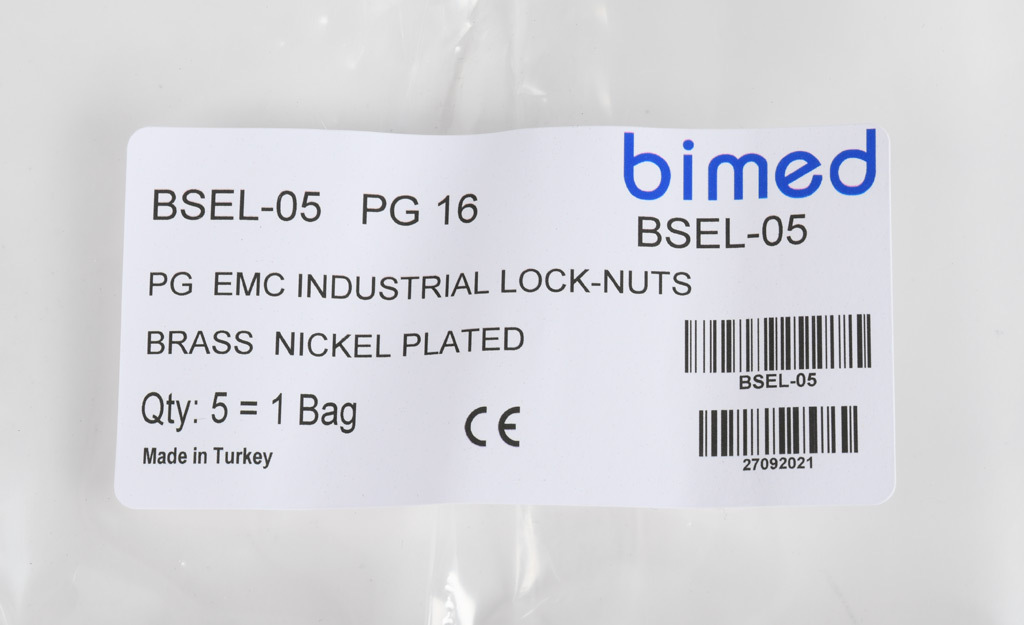 bimed
BSEL-05 PG 16
BSEL-05
PG EMC INDUSTRIAL LOCK-NUTS
BRASS NICKEL PLATED
BSEL-05
Qty: 5 = 1 Bag
CE
Made in Turkey
27092021